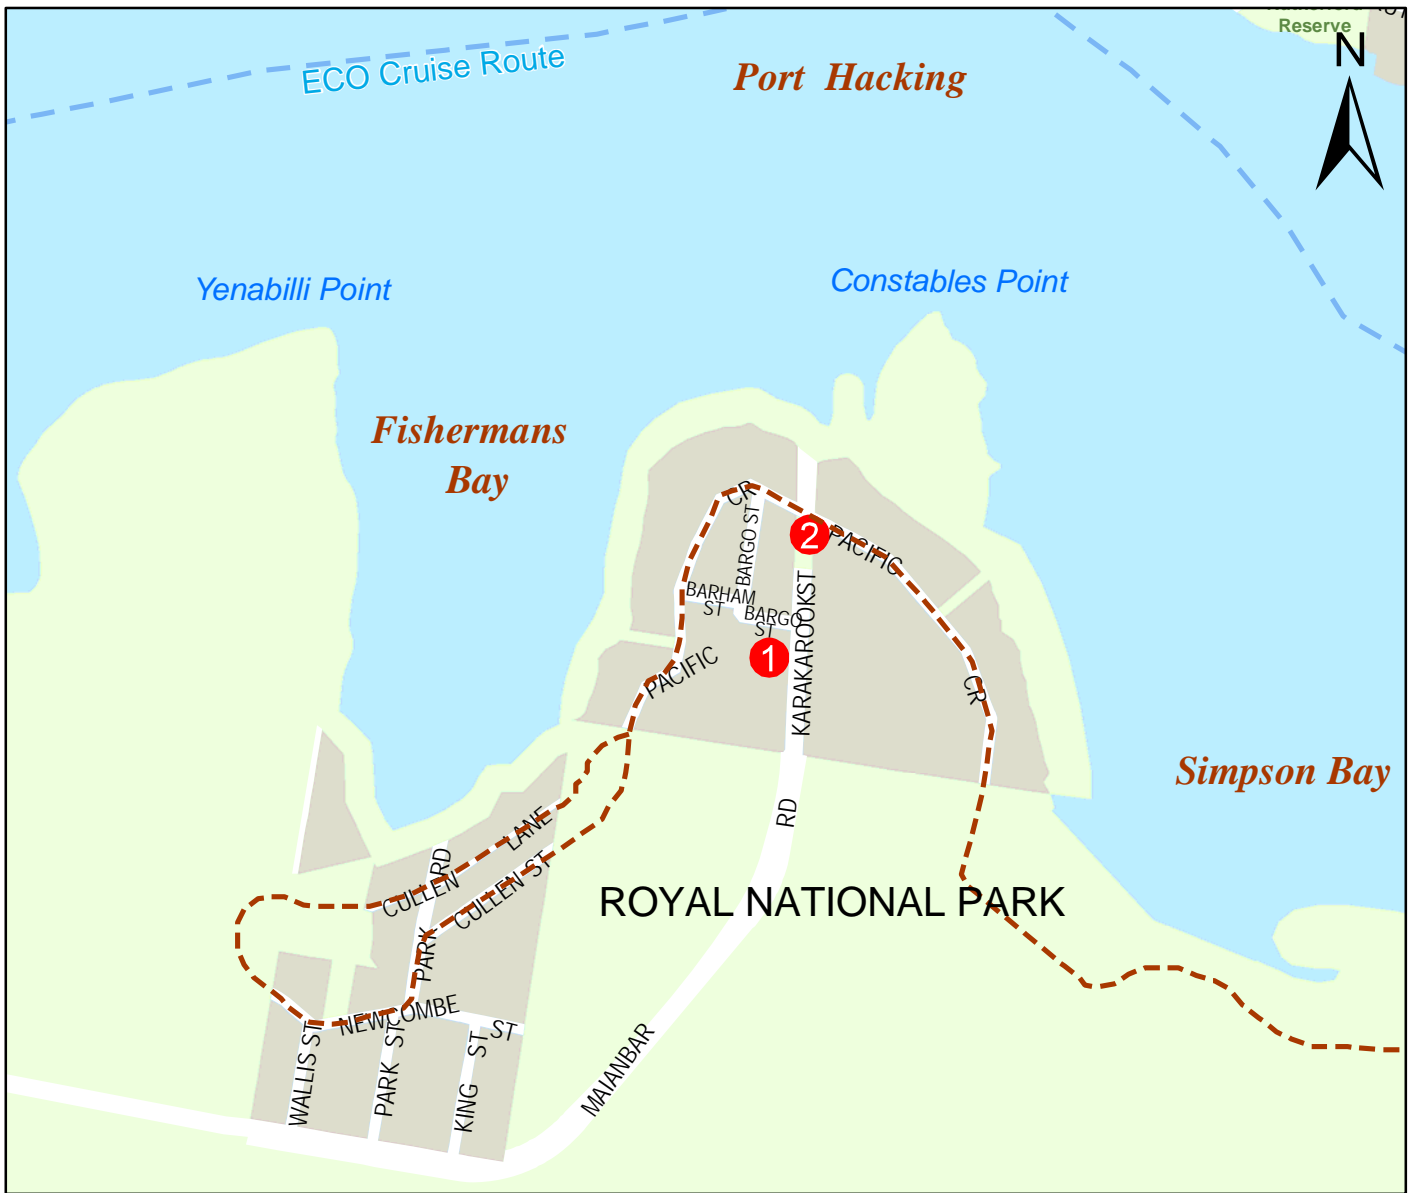 Reserve
N
ECO Cruise Route
Port Hacking
Yenabilli Point
Constables Point
Fishermans
Bay
CR
BARGO ST
2
PACIFIC
BARHAM
ST
BARGO
ST
KARAKAROOK ST
1
PACIFIC
CR
Simpson Bay
RD
LANE
RD
CULLEN
CULLEN ST
ROYAL NATIONAL PARK
PARK
NEWCOMBE
ST
WALLIS ST
PARK ST
KING ST
MAIANBAR